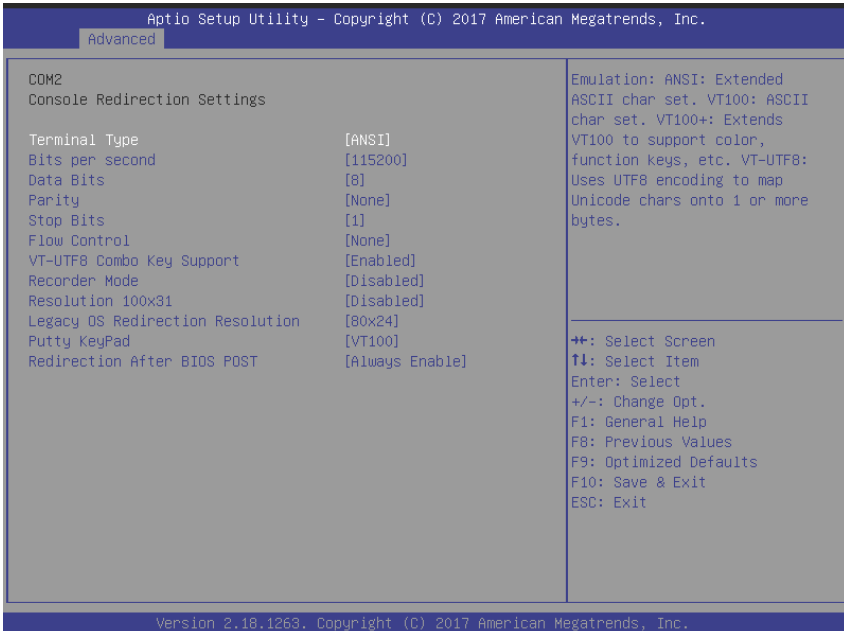 Aptio Setup Utility – Copyright (C) 2017 American Megatrends, Inc.
Advanced
COM2
Console Redirection Settings
Terminal Type [ANSI]
Bits per second [115200]
Data Bits [8]
Parity [None]
Stop Bits [1]
Flow Control [None]
VT-UTF8 Combo Key Support [Enabled]
Recorder Mode [Disabled]
Resolution 100x31 [Disabled]
Legacy OS Redirection Resolution [80x24]
Putty KeyPad [VT100]
Redirection After BIOS POST [Always Enable]
Emulation: ANSI: Extended
ASCII char set. VT100: ASCII
char set. VT100+: Extends
VT100 to support color,
function keys, etc. VT-UTF8:
Uses UTF8 encoding to map
Unicode chars onto 1 or more
bytes.
→←: Select Screen
↑↓: Select Item
Enter: Select
+/-: Change Opt.
F1: General Help
F8: Previous Values
F9: Optimized Defaults
F10: Save & Exit
ESC: Exit
Version 2.18.1263. Copyright (C) 2017 American Megatrends, Inc.